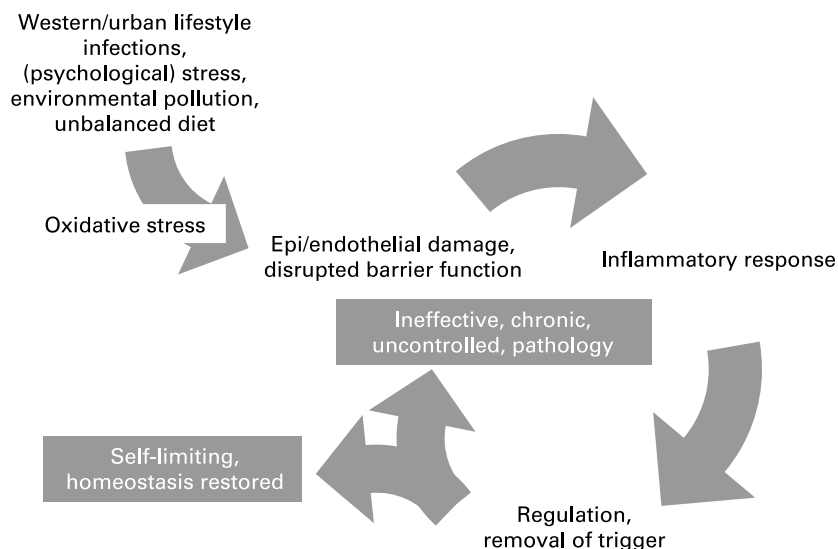 Western/urban lifestyle
infections,
(psychological) stress,
environmental pollution,
unbalanced diet
Oxidative stress
Epi/endothelial damage,
disrupted barrier function
Inflammatory response
Ineffective, chronic,
uncontrolled, pathology
Self-limiting,
homeostasis restored
Regulation,
removal of trigger